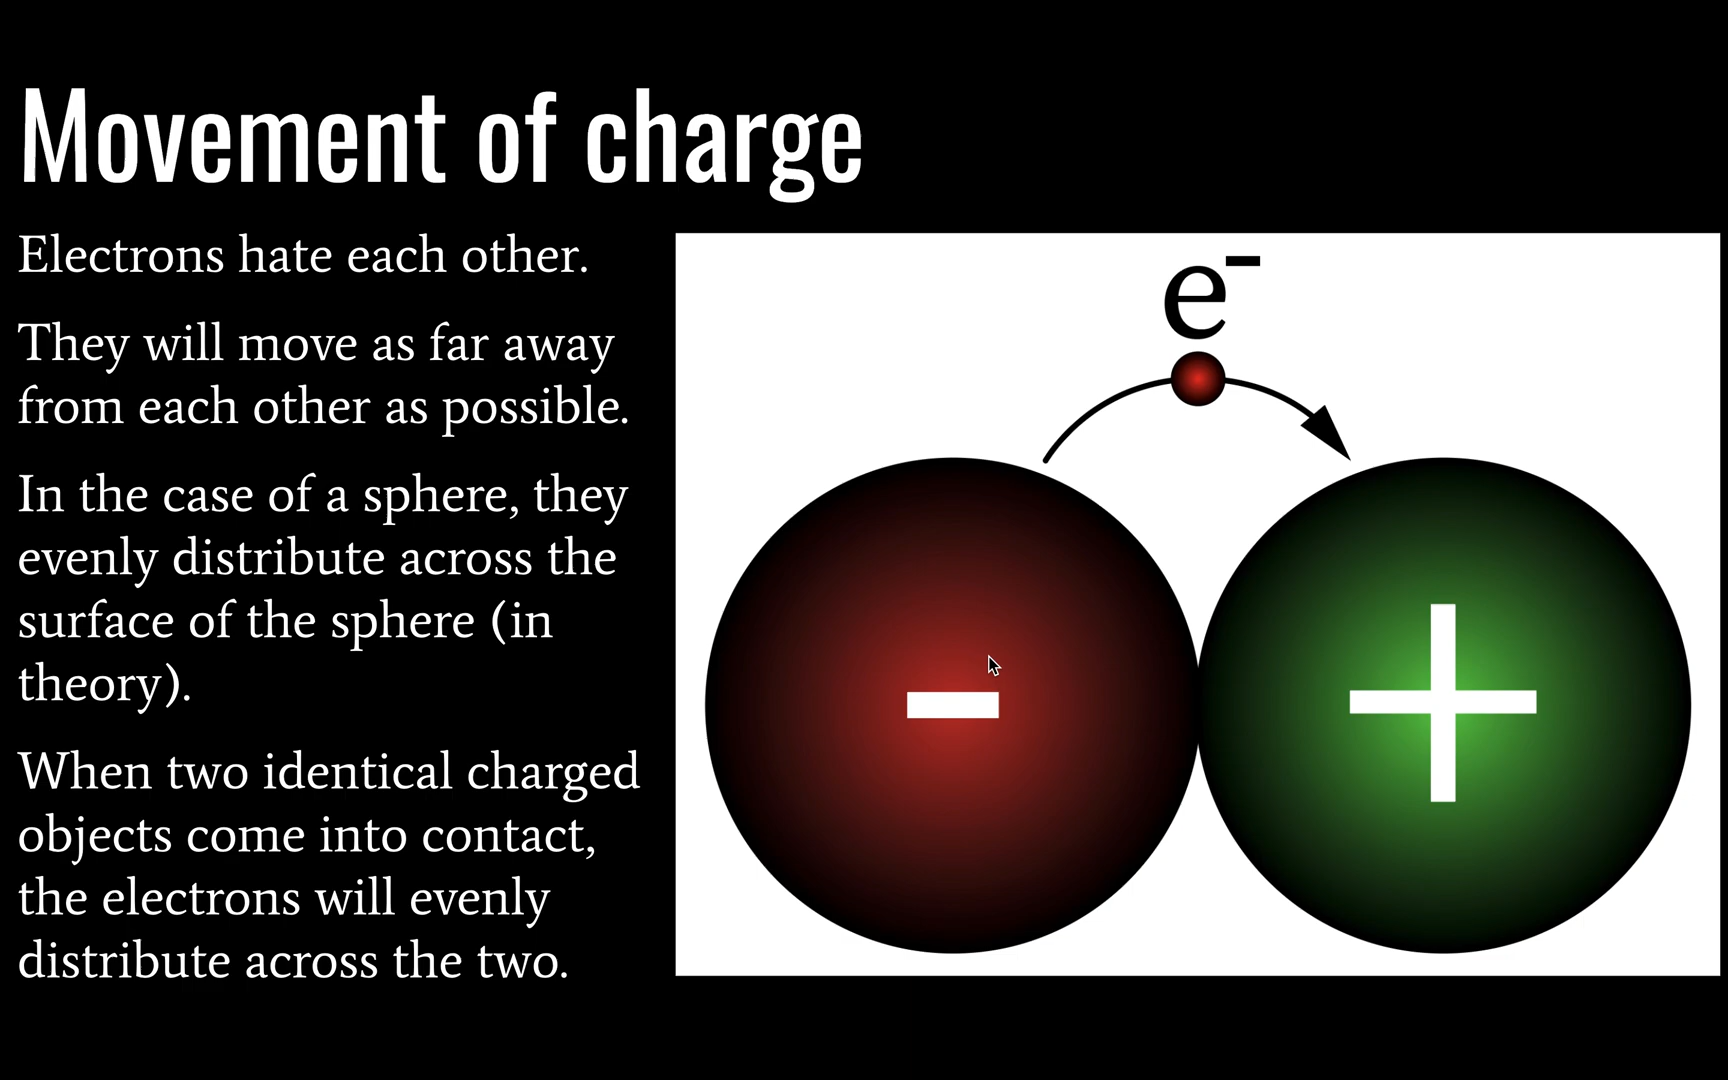 Movement of charge
Electrons hate each other.
They will move as far away
from each other as possible.
In the case of a sphere, they
evenly distribute across the
surface of the sphere (in
theory).
When two identical charged
objects come into contact,
the electrons will evenly
distribute across the two.
e⁻
− +